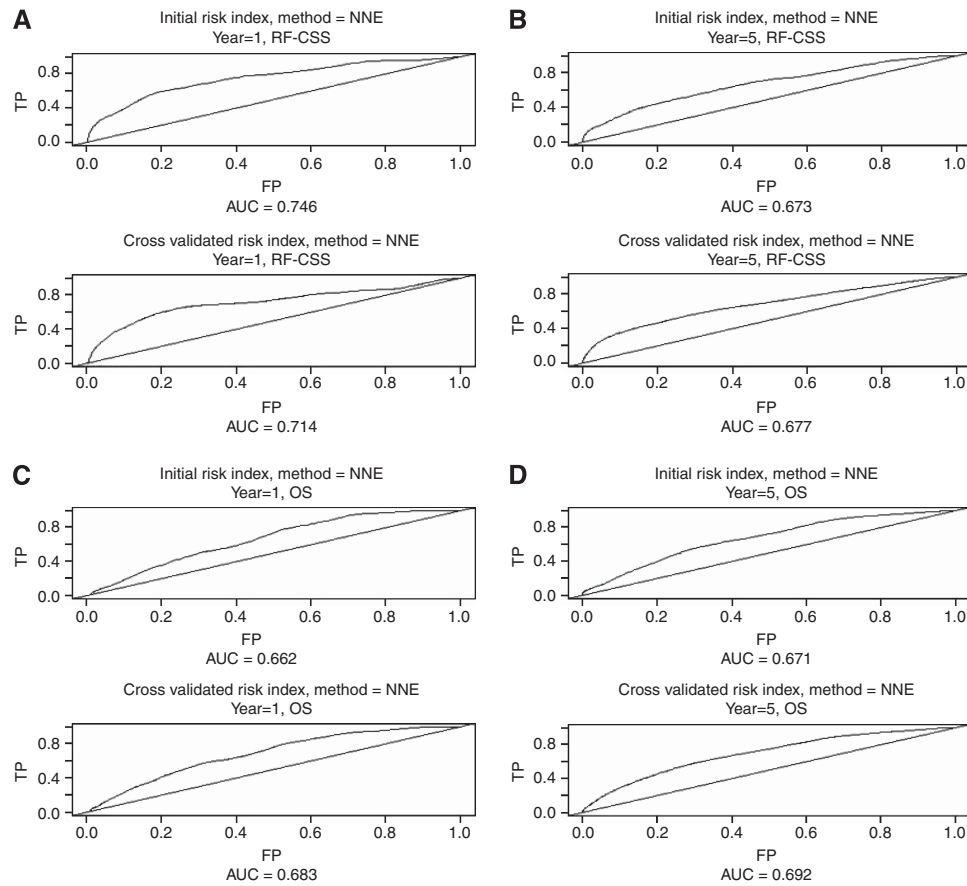 A
Initial risk index, method = NNE
Year=1, RF-CSS
TP
0.8
0.4
0.0
0.0 0.2 0.4 0.6 0.8 1.0
FP
AUC = 0.746
Cross validated risk index, method = NNE
Year=1, RF-CSS
TP
0.8
0.4
0.0
0.0 0.2 0.4 0.6 0.8 1.0
FP
AUC = 0.714
B
Initial risk index, method = NNE
Year=5, RF-CSS
TP
0.8
0.4
0.0
0.0 0.2 0.4 0.6 0.8 1.0
FP
AUC = 0.673
Cross validated risk index, method = NNE
Year=5, RF-CSS
TP
0.8
0.4
0.0
0.0 0.2 0.4 0.6 0.8 1.0
FP
AUC = 0.677
C
Initial risk index, method = NNE
Year=1, OS
TP
0.8
0.4
0.0
0.0 0.2 0.4 0.6 0.8 1.0
FP
AUC = 0.662
Cross validated risk index, method = NNE
Year=1, OS
TP
0.8
0.4
0.0
0.0 0.2 0.4 0.6 0.8 1.0
FP
AUC = 0.683
D
Initial risk index, method = NNE
Year=5, OS
TP
0.8
0.4
0.0
0.0 0.2 0.4 0.6 0.8 1.0
FP
AUC = 0.671
Cross validated risk index, method = NNE
Year=5, OS
TP
0.8
0.4
0.0
0.0 0.2 0.4 0.6 0.8 1.0
FP
AUC = 0.692